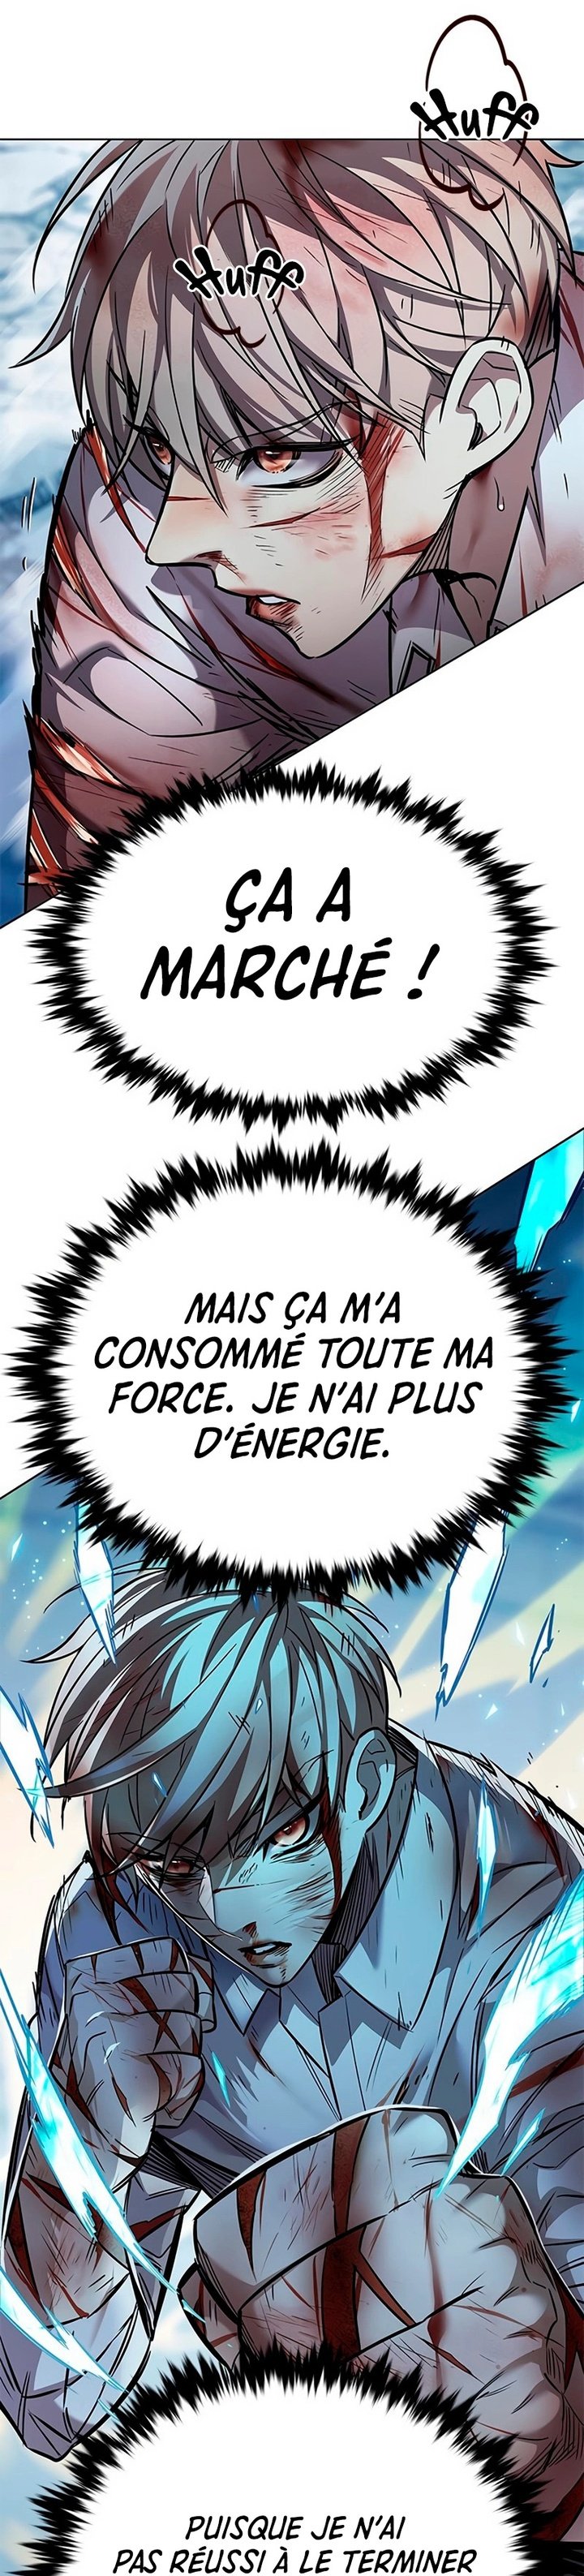 Huff
Huff
ÇA A
MARCHÉ !
MAIS ÇA M'A
CONSOMMÉ TOUTE MA
FORCE. JE N'AI PLUS
D'ÉNERGIE.
PUISQUE JE N'AI
PAS RÉUSSI À LE TERMINER